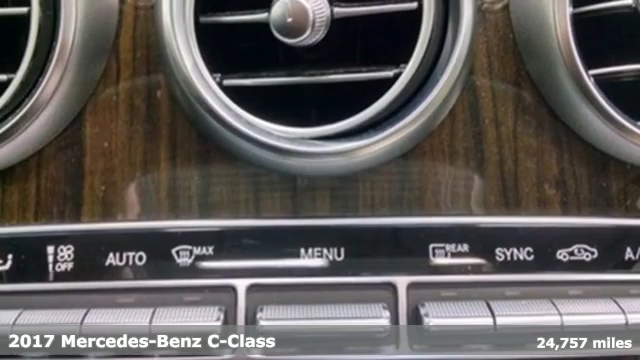 OFF AUTO MAX MENU REAR SYNC A/
2017 Mercedes-Benz C-Class 24,757 miles